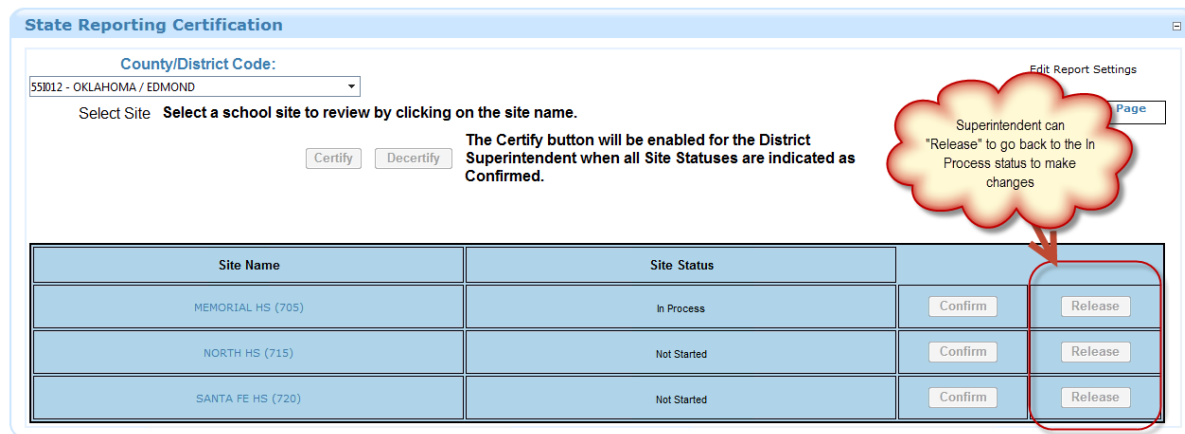 State Reporting Certification
County/District Code:
55I012 - OKLAHOMA / EDMOND
Edit Report Settings
Page
Select Site Select a school site to review by clicking on the site name.
Certify Decertify
The Certify button will be enabled for the District
Superintendent when all Site Statuses are indicated as
Confirmed.
Superintendent can
"Release" to go back to the In
Process status to make
changes
Site Name Site Status
MEMORIAL HS (705) In Process Confirm Release
NORTH HS (715) Not Started Confirm Release
SANTA FE HS (720) Not Started Confirm Release